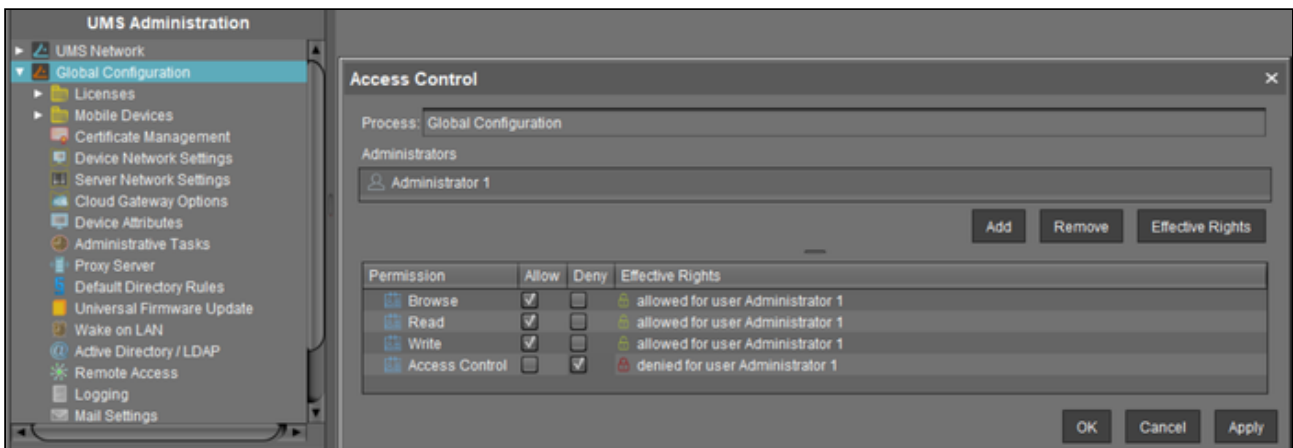 UMS Administration
UMS Network
Global Configuration
Licenses
Mobile Devices
Certificate Management
Device Network Settings
Server Network Settings
Cloud Gateway Options
Device Attributes
Administrative Tasks
Proxy Server
Default Directory Rules
Universal Firmware Update
Wake on LAN
Active Directory / LDAP
Remote Access
Logging
Mail Settings
Access Control
Process: Global Configuration
Administrators
Administrator 1
Add Remove Effective Rights
Permission Allow Deny Effective Rights
Browse allowed for user Administrator 1
Read allowed for user Administrator 1
Write allowed for user Administrator 1
Access Control denied for user Administrator 1
OK Cancel Apply